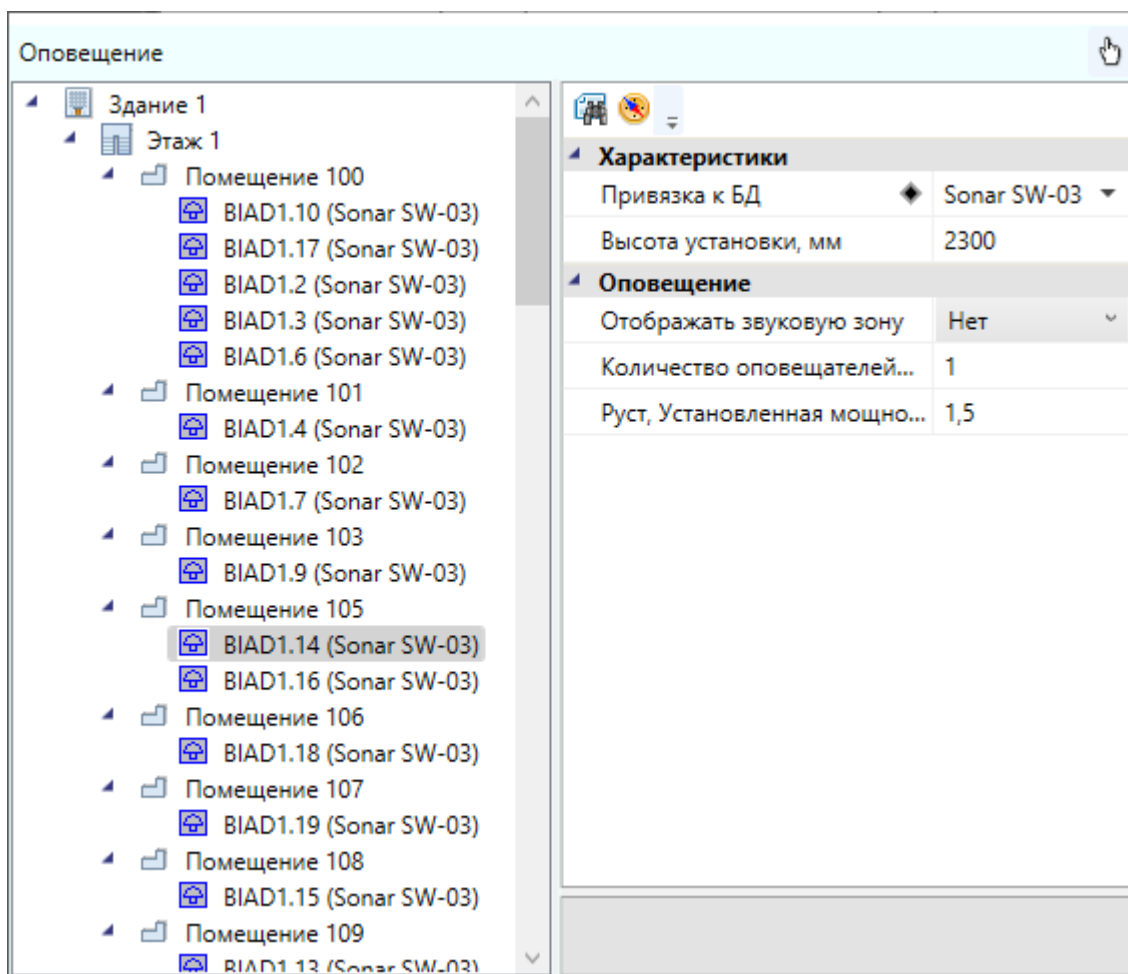 Оповещение
Здание 1
Этаж 1
Помещение 100
BIAD1.10 (Sonar SW-03)
BIAD1.17 (Sonar SW-03)
BIAD1.2 (Sonar SW-03)
BIAD1.3 (Sonar SW-03)
BIAD1.6 (Sonar SW-03)
Помещение 101
BIAD1.4 (Sonar SW-03)
Помещение 102
BIAD1.7 (Sonar SW-03)
Помещение 103
BIAD1.9 (Sonar SW-03)
Помещение 105
BIAD1.14 (Sonar SW-03)
BIAD1.16 (Sonar SW-03)
Помещение 106
BIAD1.18 (Sonar SW-03)
Помещение 107
BIAD1.19 (Sonar SW-03)
Помещение 108
BIAD1.15 (Sonar SW-03)
Помещение 109
BIAD1.13 (Sonar SW-03)
Характеристики
Привязка к БД Sonar SW-03
Высота установки, мм 2300
Оповещение
Отображать звуковую зону Нет
Количество оповещателей... 1
Руст, Установленная мощно... 1,5